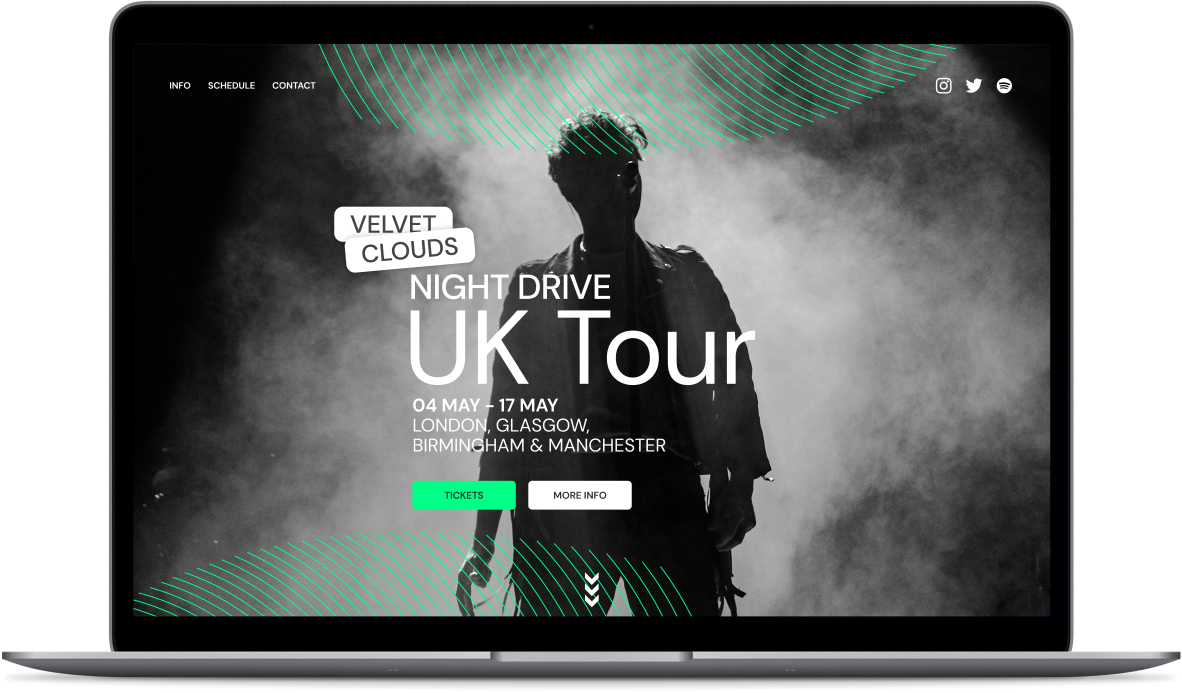 INFO SCHEDULE CONTACT
VELVET
CLOUDS
NIGHT DRIVE
UK Tour
04 MAY – 17 MAY
LONDON, GLASGOW,
BIRMINGHAM & MANCHESTER
TICKETS MORE INFO